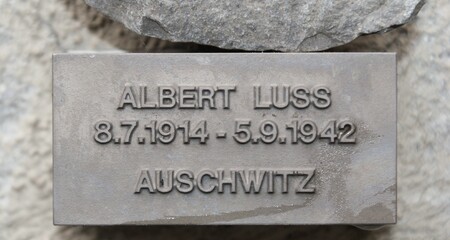 ALBERT LUSS
8.7.1914 - 5.9.1942
AUSCHWITZ